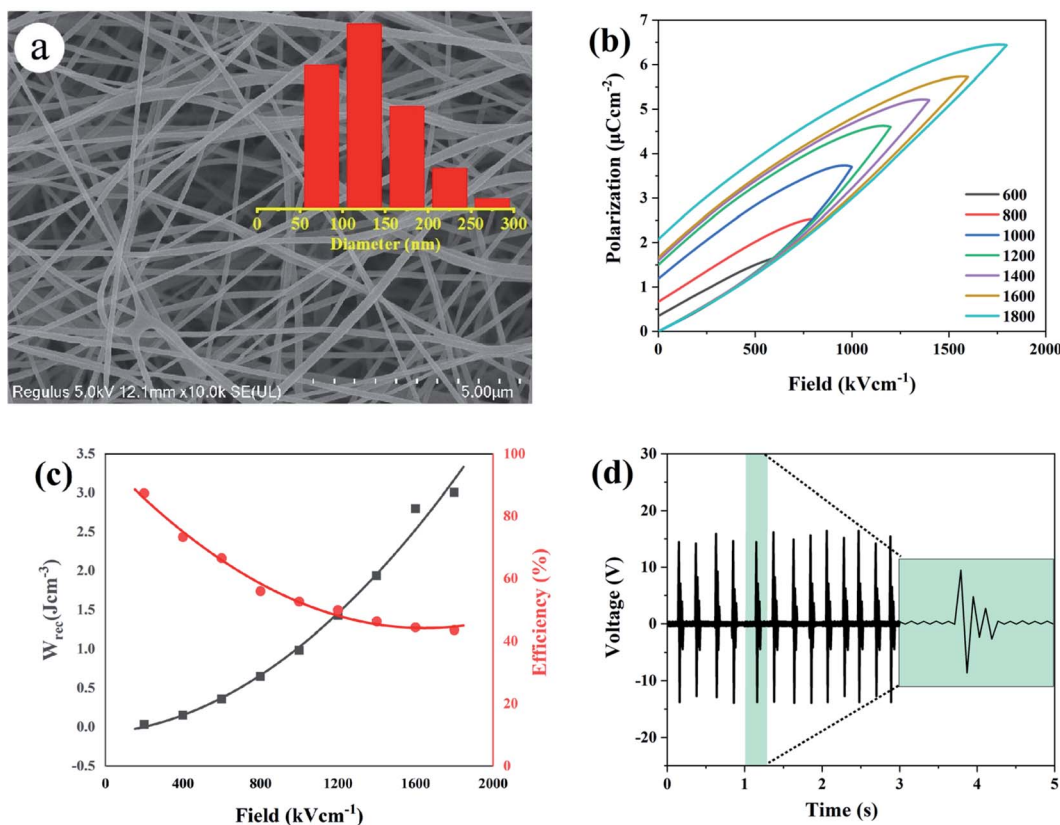 a
0 50 100 150 200 250 300
Diameter (nm)
Regulus 5.0kV 12.1mm x10.0k SE(UL) 5.00μm
(b)
7
6
5
4
3
2
1
0
Polarization (μCcm⁻²)
600
800
1000
1200
1400
1600
1800
0 500 1000 1500 2000
Field (kVcm⁻¹)
(c)
3.5
3.0
2.5
2.0
1.5
1.0
0.5
0.0
-0.5
Wrec(Jcm⁻³)
100
80
60
40
20
0
Efficiency (%)
0 400 800 1200 1600 2000
Field (kVcm⁻¹)
(d)
30
20
10
0
-10
-20
Voltage (V)
0 1 2 3 4 5
Time (s)